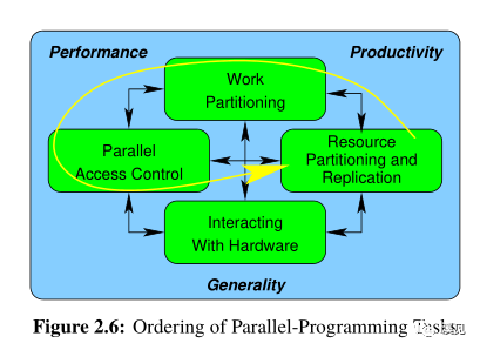 Performance
Productivity
Work
Partitioning
Parallel
Access Control
Resource
Partitioning and
Replication
Interacting
With Hardware
Generality
Figure 2.6: Ordering of Parallel-Programming Tasks